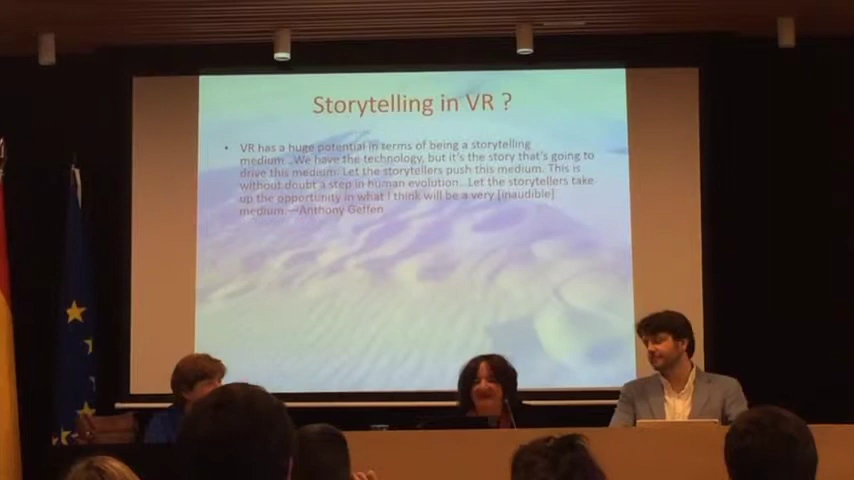 Storytelling in VR ?
• VR has a huge potential in terms of being a storytelling
medium...We have the technology, but it's the story that's going to
drive this medium. Let the storytellers push this medium. This is
without doubt a step in human evolution...Let the storytellers take
up the opportunity in what I think will be a very [inaudible]
medium.—Anthony Geffen